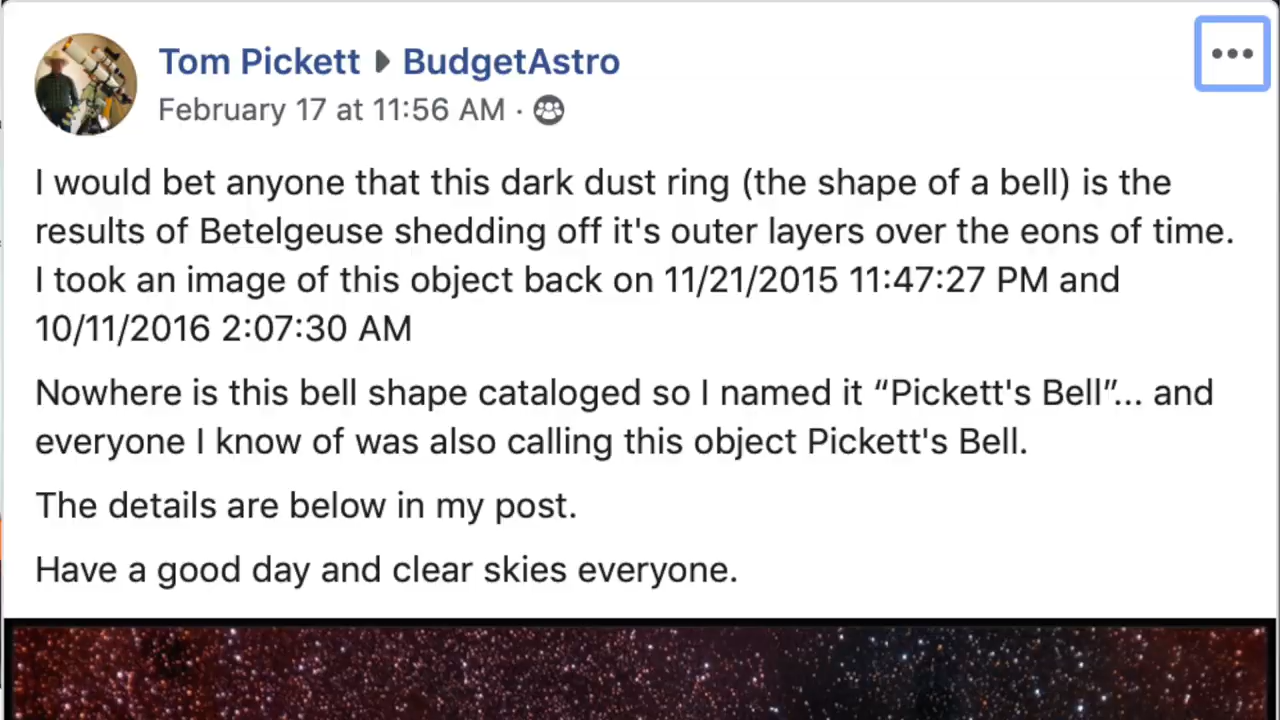 Tom Pickett ▶ BudgetAstro
February 17 at 11:56 AM ·
I would bet anyone that this dark dust ring (the shape of a bell) is the
results of Betelgeuse shedding off it's outer layers over the eons of time.
I took an image of this object back on 11/21/2015 11:47:27 PM and
10/11/2016 2:07:30 AM
Nowhere is this bell shape cataloged so I named it “Pickett's Bell”... and
everyone I know of was also calling this object Pickett's Bell.
The details are below in my post.
Have a good day and clear skies everyone.